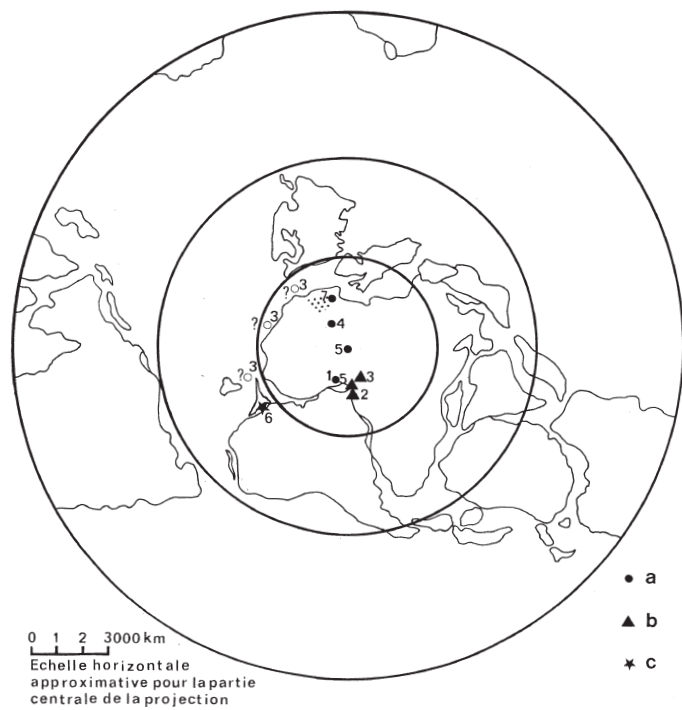 ? 3
7
? 3
4
5
? 3
1 5 3
2
6
a
b
0 1 2 3000 km
c
Echelle horizontale
approximative pour la partie
centrale de la projection